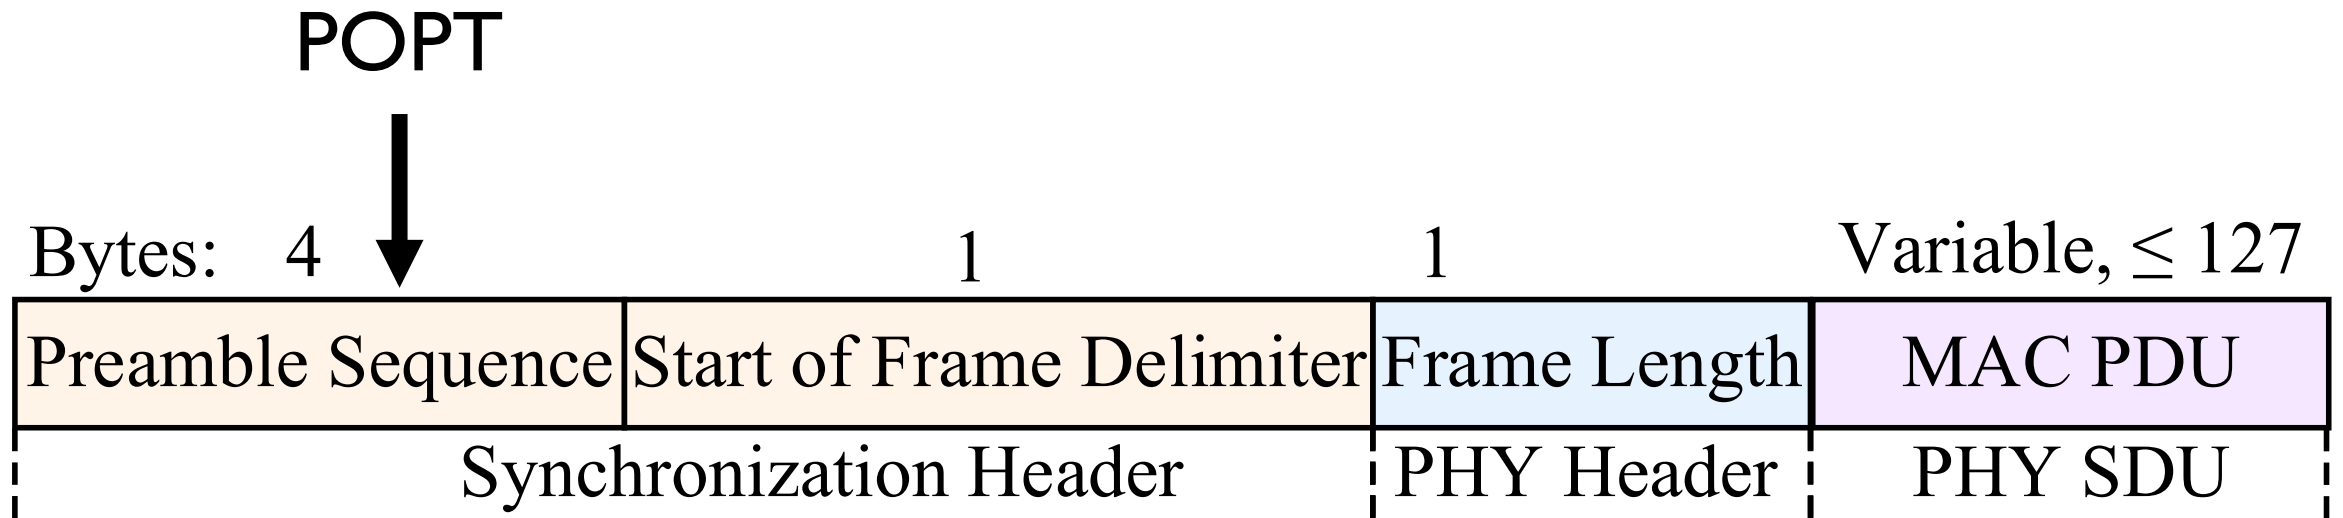 POPT
Bytes: 4 1 1 Variable, ≤ 127
Preamble Sequence Start of Frame Delimiter Frame Length MAC PDU
Synchronization Header PHY Header PHY SDU